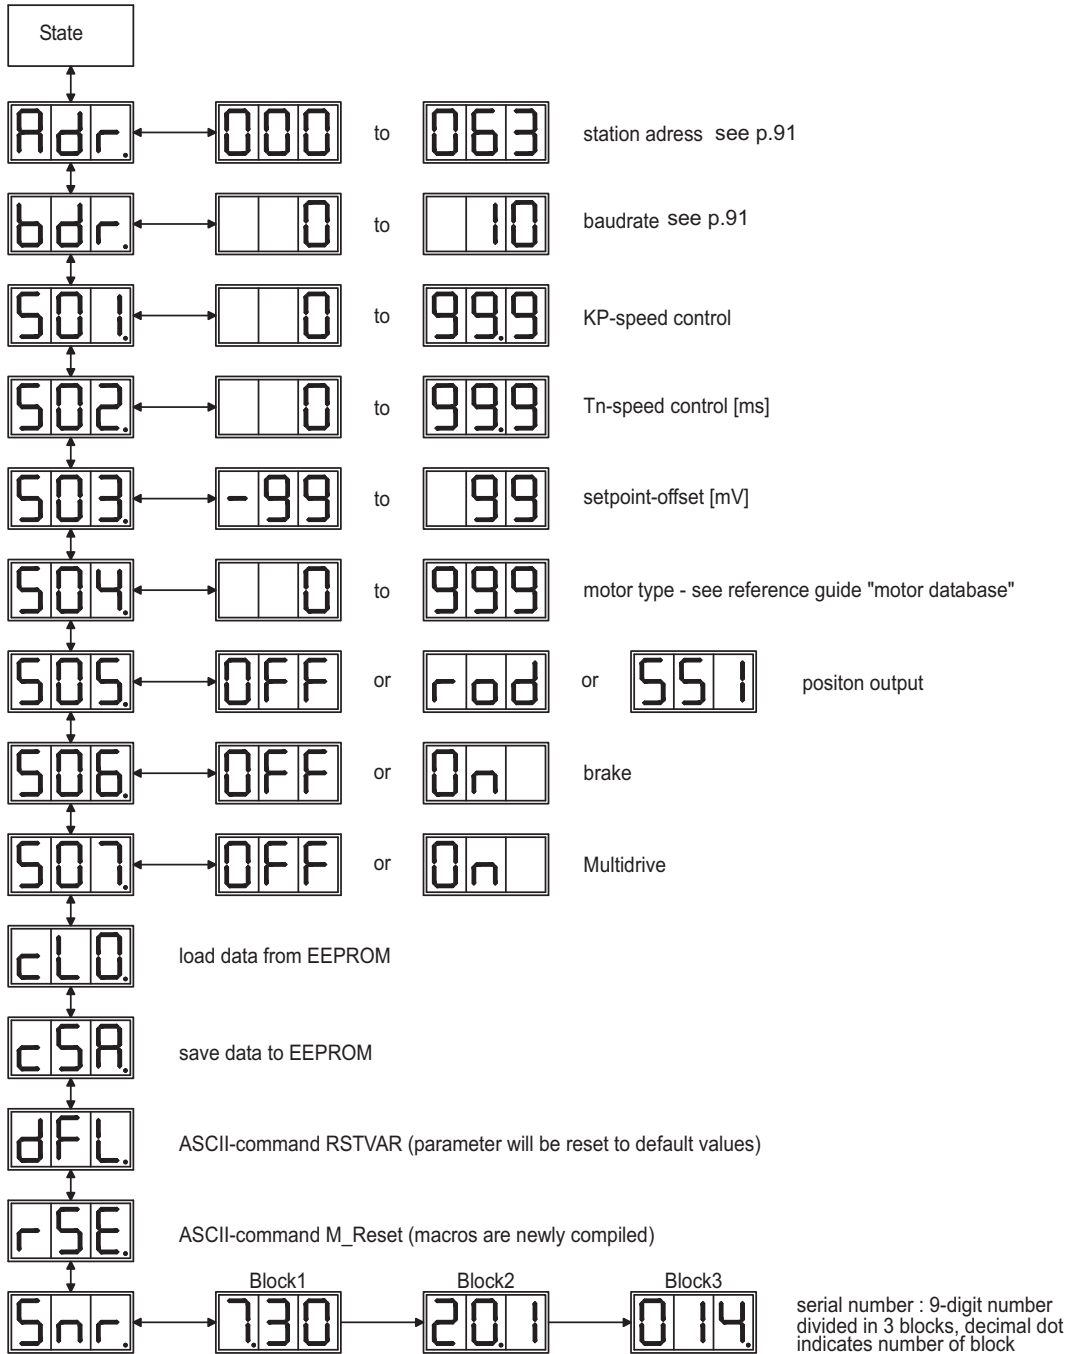 State
Adr. 000 to 063 station adress see p.91
bdr. 0 to 10 baudrate see p.91
S01. 0 to 99.9 KP-speed control
S02. 0 to 99.9 Tn-speed control [ms]
S03. -99 to 99 setpoint-offset [mV]
S04. 0 to 999 motor type - see reference guide "motor database"
S05. OFF or rod or SSI positon output
S06. OFF or On brake
S07. OFF or On Multidrive
cL0. load data from EEPROM
cSA. save data to EEPROM
dFL. ASCII-command RSTVAR (parameter will be reset to default values)
rSE. ASCII-command M_Reset (macros are newly compiled)
Block1 Block2 Block3
Snr. 7.30 20.1 014. serial number : 9-digit number
divided in 3 blocks, decimal dot
indicates number of block